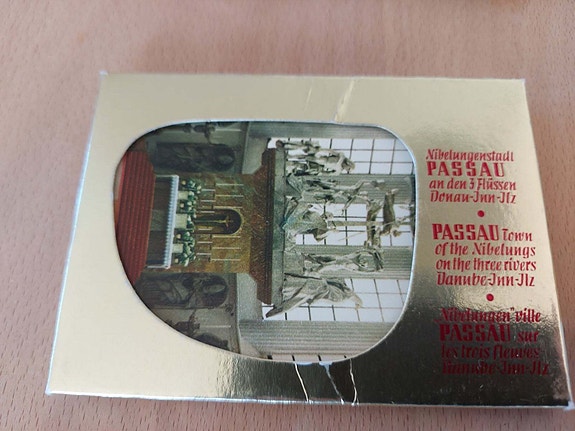 Nibelungenstadt
PASSAU
an den 3 Flüssen
Donau-Inn-Ilz
•
PASSAU Town
of the Nibelungs
on the three rivers
Danube-Inn-Ilz
•
"Nibelungen" ville
PASSAU sur
les trois fleuves
Danube-Inn-Ilz